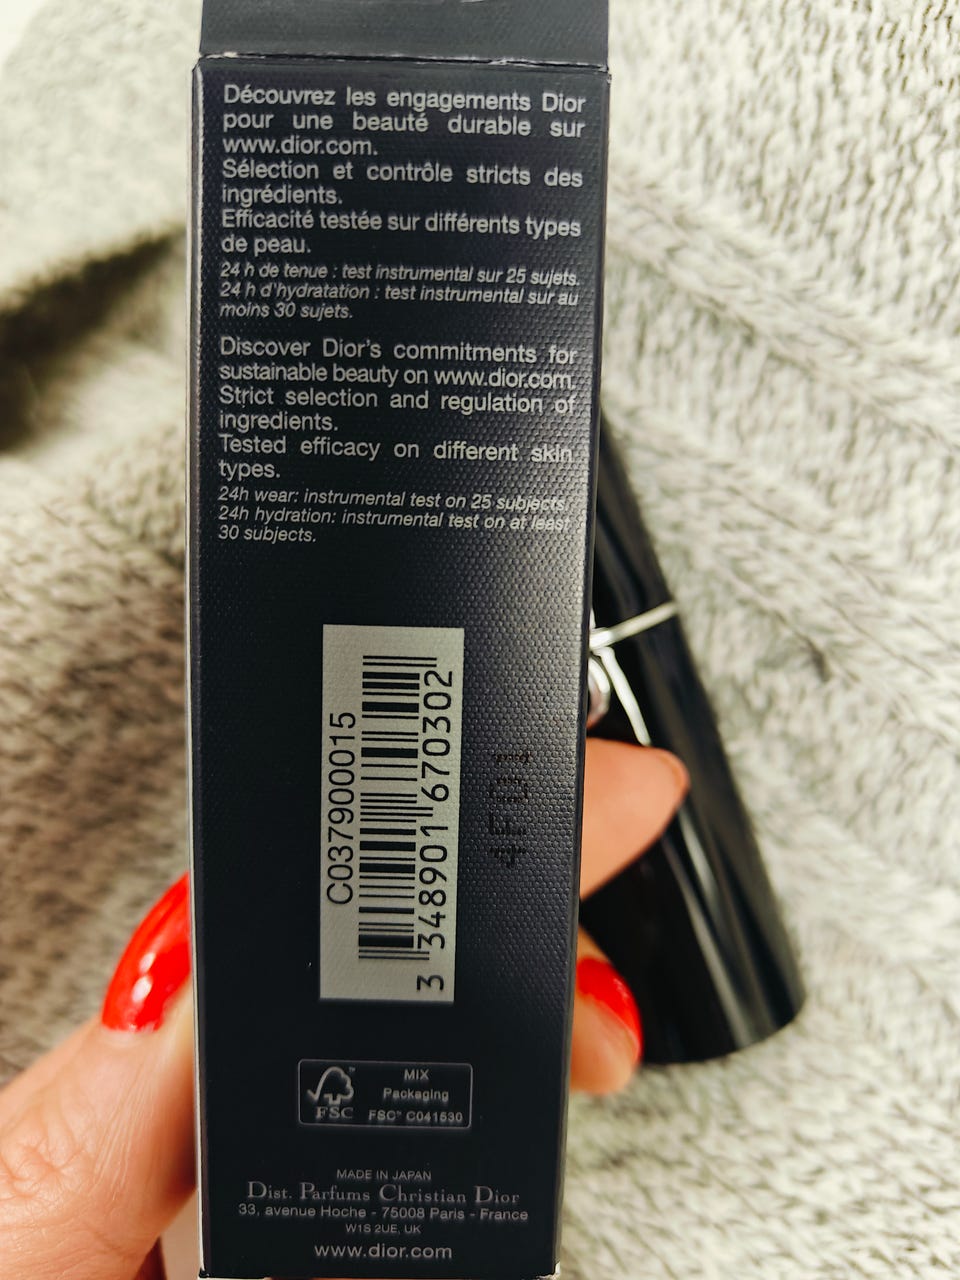 Découvrez les engagements Dior
pour une beauté durable sur
www.dior.com.
Sélection et contrôle stricts des
ingrédients.
Efficacité testée sur différents types
de peau.
24 h de tenue : test instrumental sur 25 sujets.
24 h d'hydratation : test instrumental sur au
moins 30 sujets.
Discover Dior's commitments for
sustainable beauty on www.dior.com.
Strict selection and regulation of
ingredients.
Tested efficacy on different skin
types.
24h wear: instrumental test on 25 subjects.
24h hydration: instrumental test on at least
30 subjects.
C037900015
3 348901 670302
FSC™
MIX
Packaging
FSC™ C041530
MADE IN JAPAN
Dist. Parfums Christian Dior
33, avenue Hoche - 75008 Paris - France
W1S 2UE, UK
www.dior.com